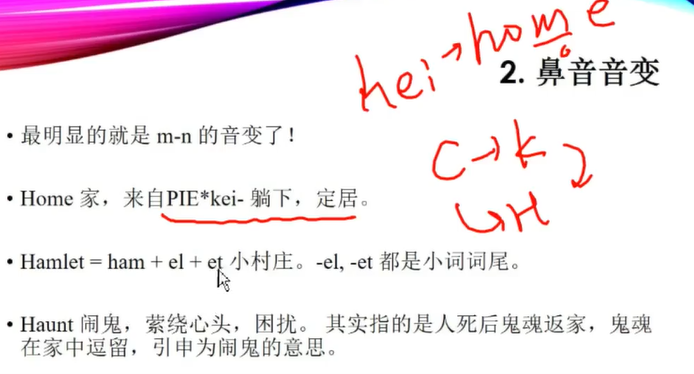 hei → home
2. 鼻音音变
• 最明显的就是 m-n 的音变了!
C → K
↳ H
• Home 家，来自PIE*kei- 躺下，定居。
• Hamlet = ham + el + et 小村庄。-el, -et 都是小词词尾。
• Haunt 闹鬼，萦绕心头，困扰。 其实指的是人死后鬼魂返家，鬼魂
在家中逗留，引申为闹鬼的意思。